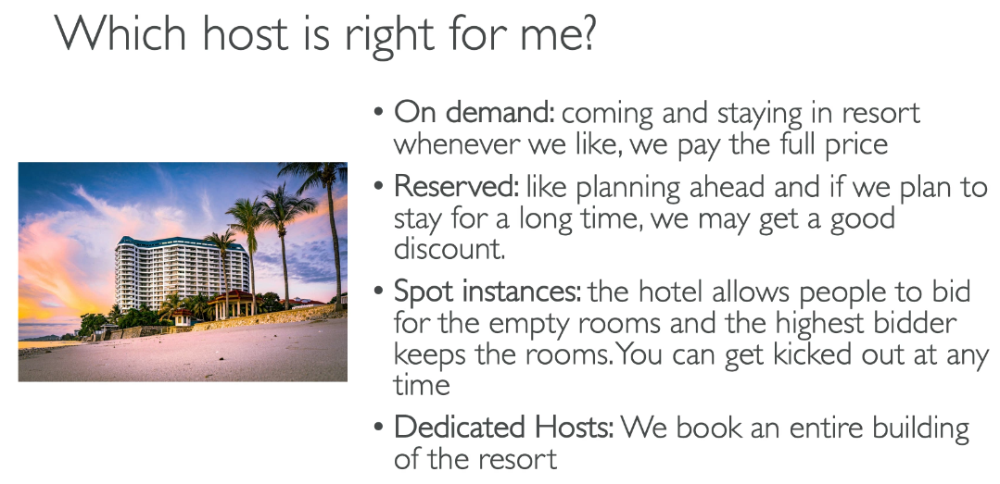 Which host is right for me?
• On demand: coming and staying in resort
whenever we like, we pay the full price
• Reserved: like planning ahead and if we plan to
stay for a long time, we may get a good
discount.
• Spot instances: the hotel allows people to bid
for the empty rooms and the highest bidder
keeps the rooms. You can get kicked out at any
time
• Dedicated Hosts: We book an entire building
of the resort